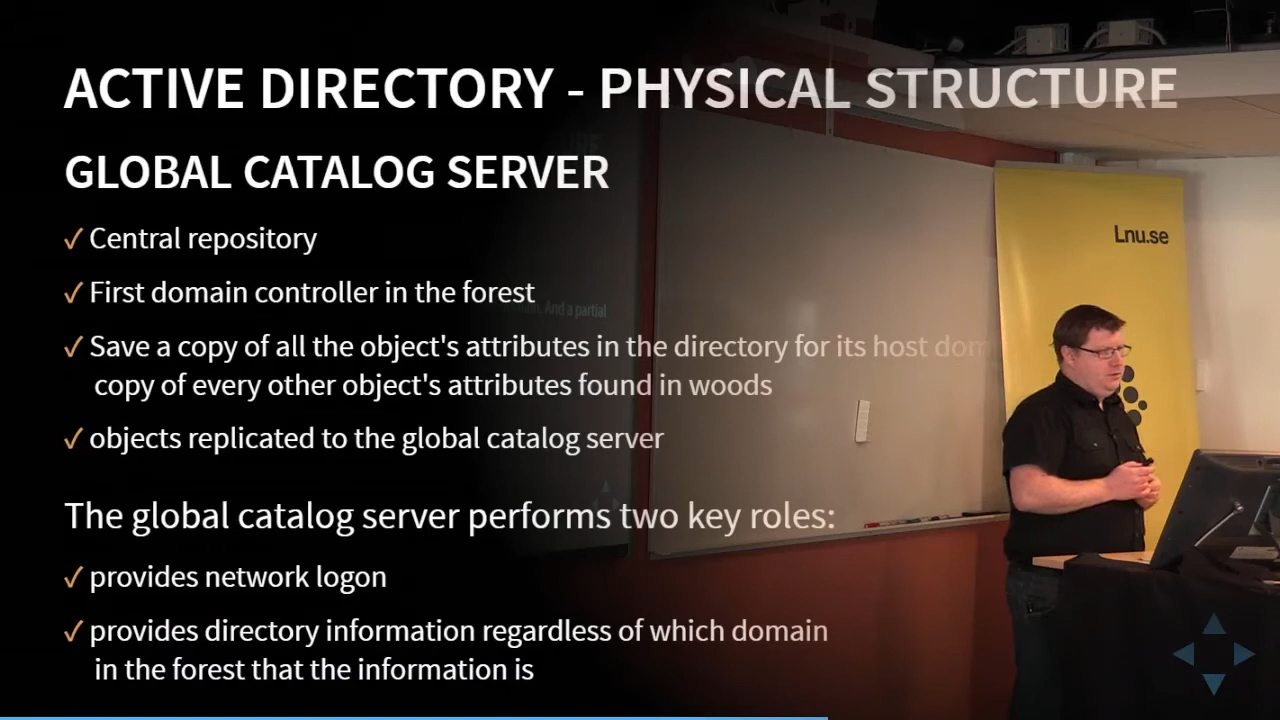 ACTIVE DIRECTORY - PHYSICAL STRUCTURE
GLOBAL CATALOG SERVER
Lnu.se
✓ Central repository
✓ First domain controller in the forest
And a partial
✓ Save a copy of all the object's attributes in the directory for its host
copy of every other object's attributes found in woods
✓ objects replicated to the global catalog server
The global catalog server performs two key roles:
✓ provides network logon
✓ provides directory information regardless of which domain
in the forest that the information is